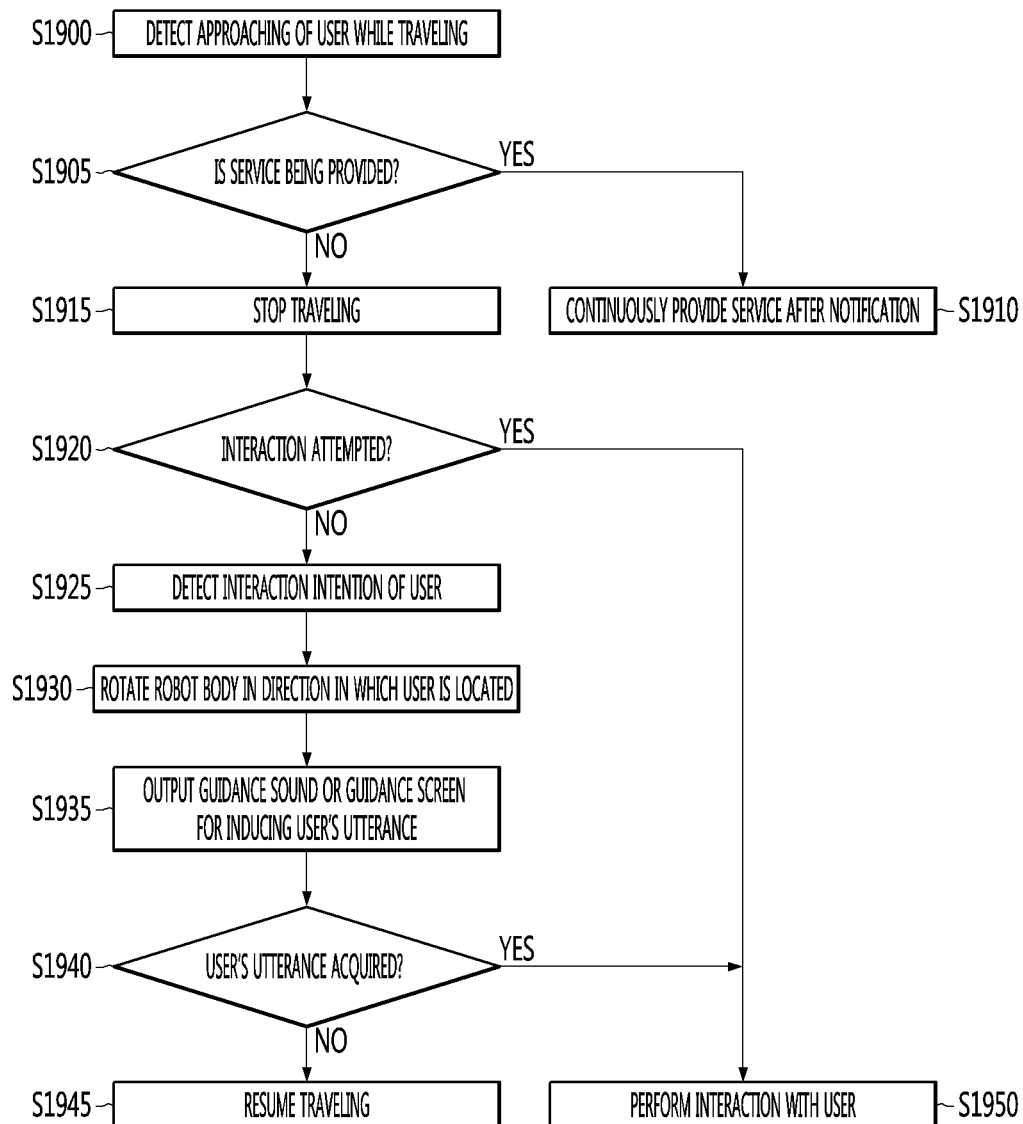 S1900
DETECT APPROACHING OF USER WHILE TRAVELING
S1905
IS SERVICE BEING PROVIDED?
YES
NO
S1915
STOP TRAVELING
CONTINUOUSLY PROVIDE SERVICE AFTER NOTIFICATION
S1910
S1920
INTERACTION ATTEMPTED?
YES
NO
S1925
DETECT INTERACTION INTENTION OF USER
S1930
ROTATE ROBOT BODY IN DIRECTION IN WHICH USER IS LOCATED
S1935
OUTPUT GUIDANCE SOUND OR GUIDANCE SCREEN
FOR INDUCING USER'S UTTERANCE
S1940
USER'S UTTERANCE ACQUIRED?
YES
NO
S1945
RESUME TRAVELING
PERFORM INTERACTION WITH USER
S1950